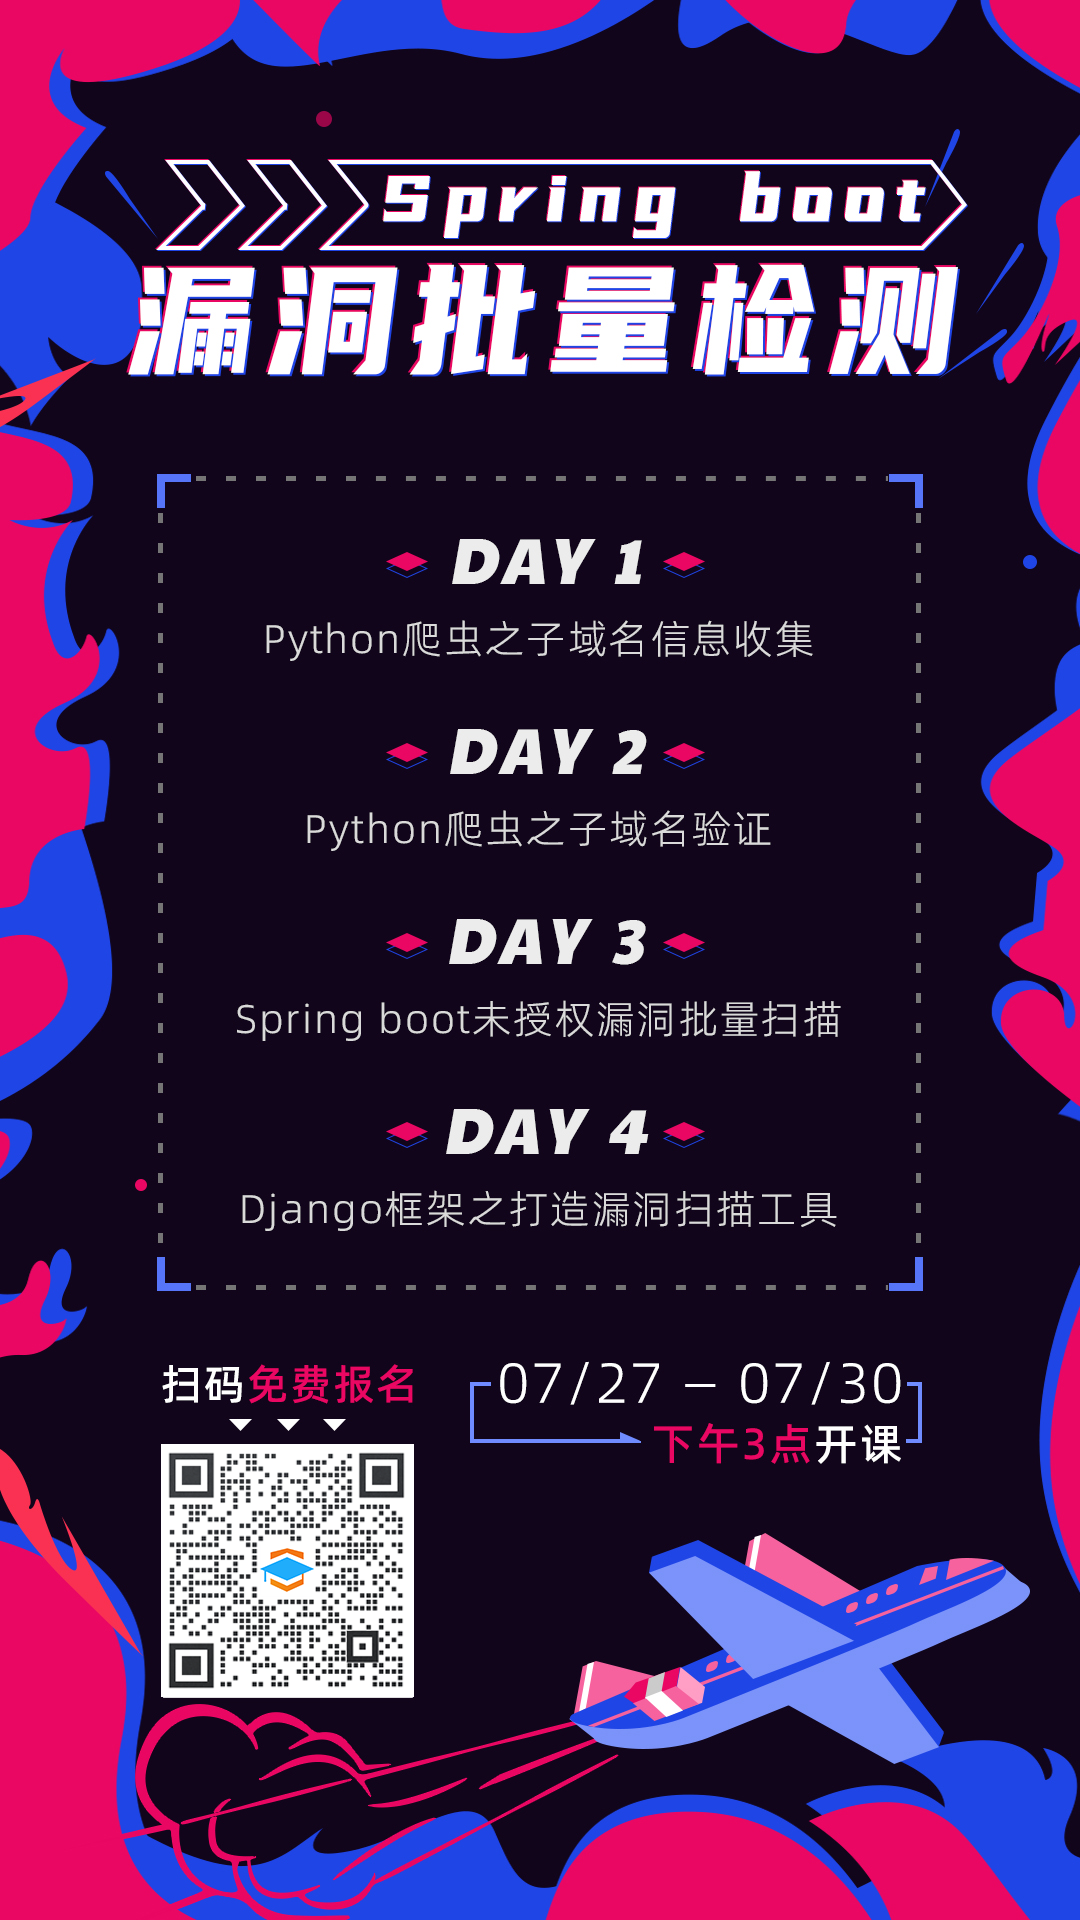 Spring boot
漏洞批量检测
DAY 1
Python爬虫之子域名信息收集
DAY 2
Python爬虫之子域名验证
DAY 3
Spring boot未授权漏洞批量扫描
DAY 4
Django框架之打造漏洞扫描工具
扫码免费报名
07/27 — 07/30
下午3点开课